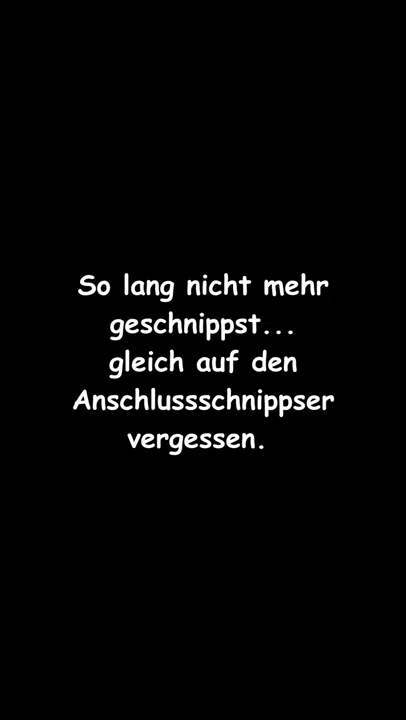 So lang nicht mehr
geschnippst...
gleich auf den
Anschlussschnippser
vergessen.